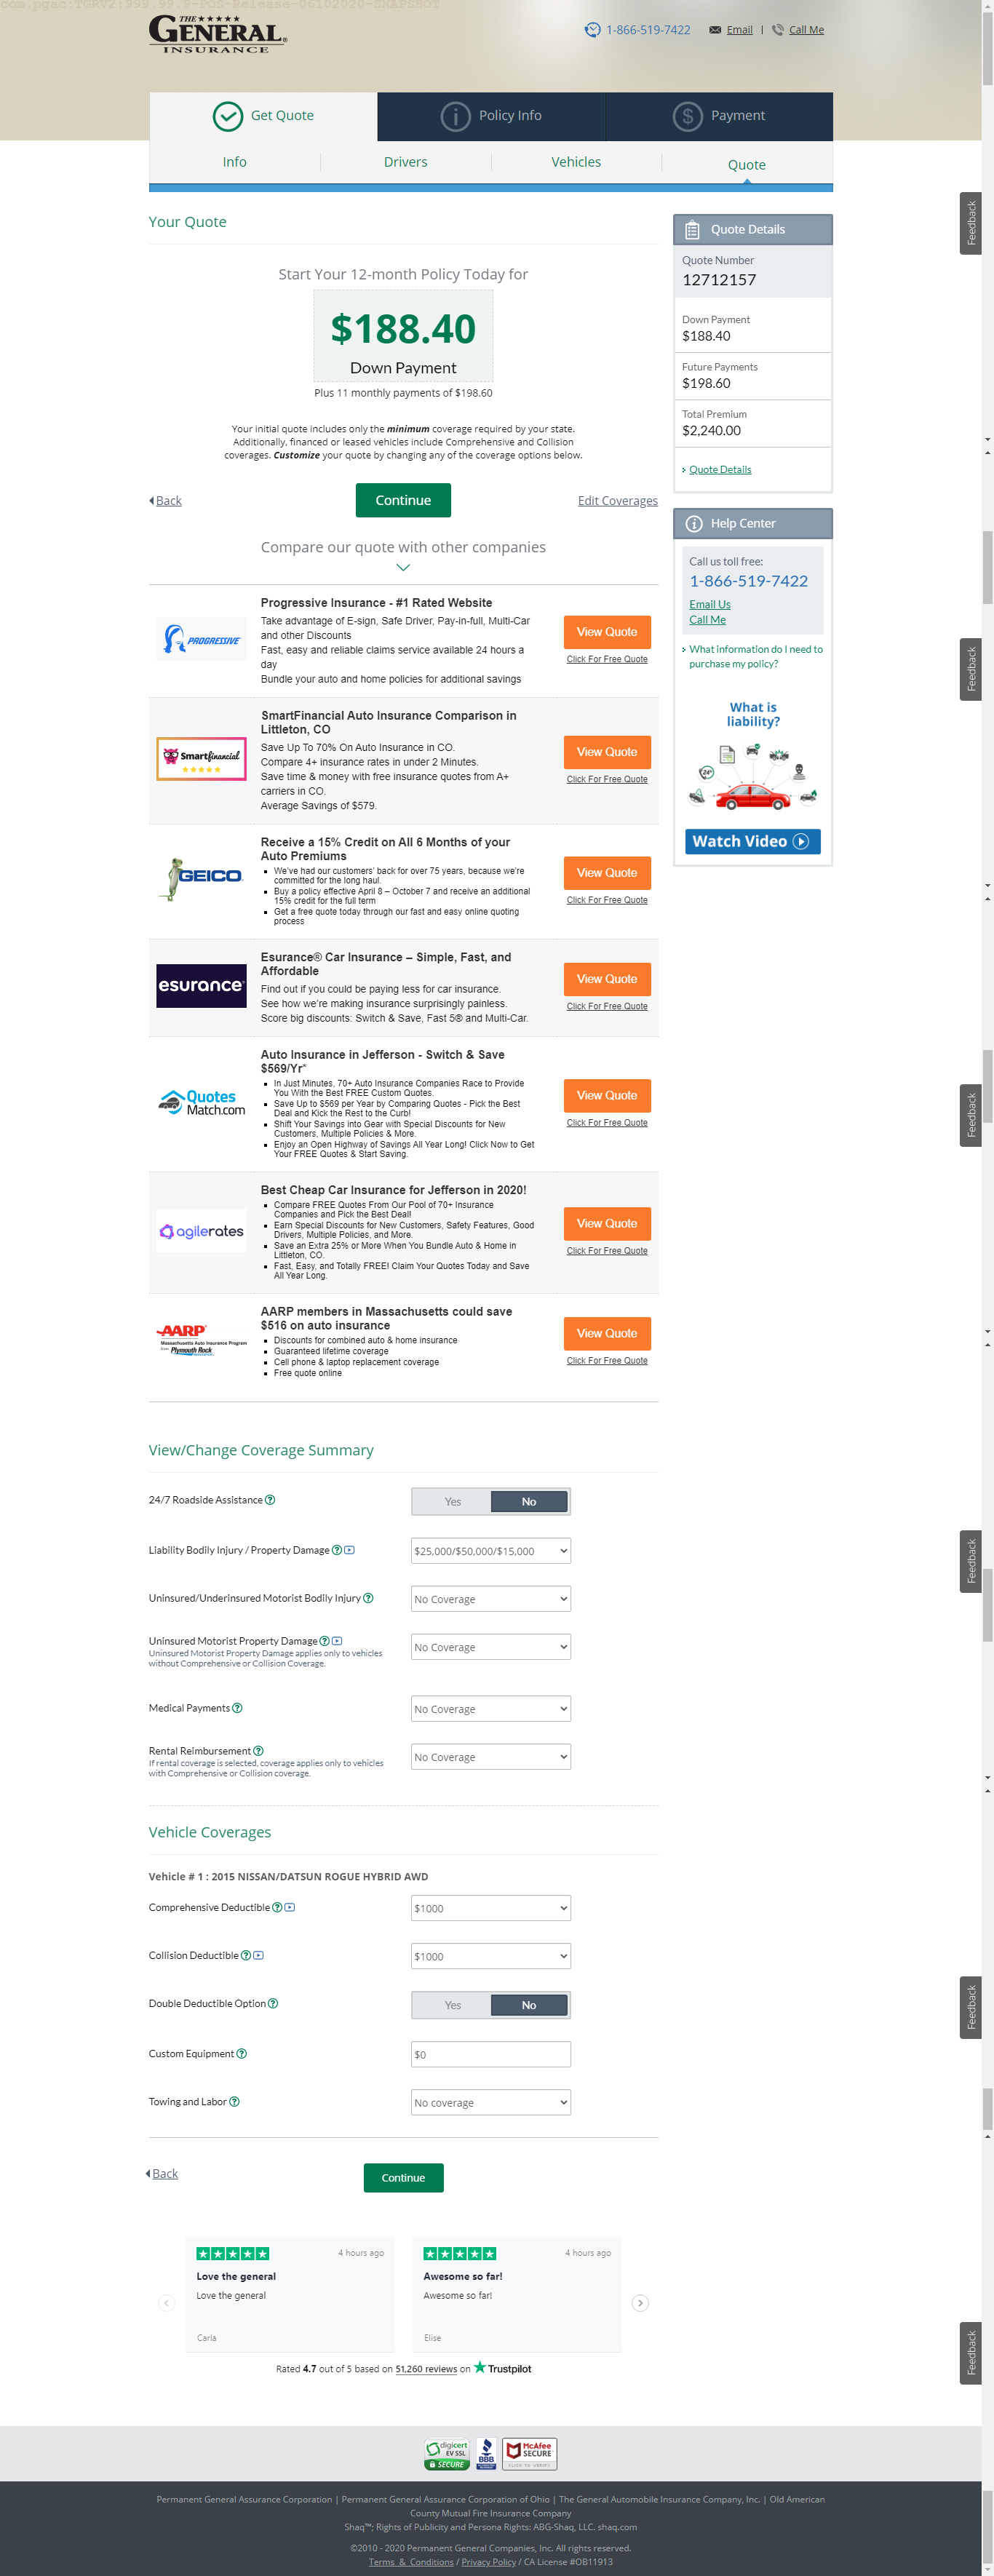 com.pgac:TGRV2:999.99.9-POS-Release-06102020-SNAPSHOT
THE
GENERAL®
INSURANCE
1-866-519-7422
Email | Call Me
Get Quote
Policy Info
Payment
Info
Drivers
Vehicles
Quote
Your Quote
Start Your 12-month Policy Today for
$188.40
Down Payment
Plus 11 monthly payments of $198.60
Your initial quote includes only the minimum coverage required by your state.
Additionally, financed or leased vehicles include Comprehensive and Collision
coverages. Customize your quote by changing any of the coverage options below.
Back
Continue
Edit Coverages
Quote Details
Quote Number
12712157
Down Payment
$188.40
Future Payments
$198.60
Total Premium
$2,240.00
Quote Details
Help Center
Call us toll free:
1-866-519-7422
Email Us
Call Me
What information do I need to
purchase my policy?
What is
liability?
24
Watch Video
Compare our quote with other companies
PROGRESSIVE
Progressive Insurance - #1 Rated Website
Take advantage of E-sign, Safe Driver, Pay-in-full, Multi-Car
and other Discounts
Fast, easy and reliable claims service available 24 hours a
day
Bundle your auto and home policies for additional savings
View Quote
Click For Free Quote
Smartfinancial
SmartFinancial Auto Insurance Comparison in
Littleton, CO
Save Up To 70% On Auto Insurance in CO.
Compare 4+ insurance rates in under 2 Minutes.
Save time & money with free insurance quotes from A+
carriers in CO.
Average Savings of $579.
View Quote
Click For Free Quote
GEICO
Receive a 15% Credit on All 6 Months of your
Auto Premiums
We've had our customers' back for over 75 years, because we're
committed for the long haul.
Buy a policy effective April 8 – October 7 and receive an additional
15% credit for the full term
Get a free quote today through our fast and easy online quoting
process
View Quote
Click For Free Quote
esurance®
Esurance® Car Insurance – Simple, Fast, and
Affordable
Find out if you could be paying less for car insurance.
See how we're making insurance surprisingly painless.
Score big discounts: Switch & Save, Fast 5® and Multi-Car.
View Quote
Click For Free Quote
Quotes
Match.com
Auto Insurance in Jefferson - Switch & Save
$569/Yr*
In Just Minutes, 70+ Auto Insurance Companies Race to Provide
You With the Best FREE Custom Quotes.
Save Up to $569 per Year by Comparing Quotes - Pick the Best
Deal and Kick the Rest to the Curb!
Shift Your Savings into Gear with Special Discounts for New
Customers, Multiple Policies & More.
Enjoy an Open Highway of Savings All Year Long! Click Now to Get
Your FREE Quotes & Start Saving.
View Quote
Click For Free Quote
agilerates
Best Cheap Car Insurance for Jefferson in 2020!
Compare FREE Quotes From Our Pool of 70+ Insurance
Companies and Pick the Best Deal!
Earn Special Discounts for New Customers, Safety Features, Good
Drivers, Multiple Policies, and More.
Save an Extra 25% or More When You Bundle Auto & Home in
Littleton, CO.
Fast, Easy, and Totally FREE! Claim Your Quotes Today and Save
All Year Long.
View Quote
Click For Free Quote
AARP
Massachusetts Auto Insurance Program
from Plymouth Rock
AARP members in Massachusetts could save
$516 on auto insurance
Discounts for combined auto & home insurance
Guaranteed lifetime coverage
Cell phone & laptop replacement coverage
Free quote online
View Quote
Click For Free Quote
View/Change Coverage Summary
24/7 Roadside Assistance
Yes
No
Liability Bodily Injury / Property Damage
$25,000/$50,000/$15,000
Uninsured/Underinsured Motorist Bodily Injury
No Coverage
Uninsured Motorist Property Damage
Uninsured Motorist Property Damage applies only to vehicles
without Comprehensive or Collision Coverage.
No Coverage
Medical Payments
No Coverage
Rental Reimbursement
If rental coverage is selected, coverage applies only to vehicles
with Comprehensive or Collision coverage.
No Coverage
Vehicle Coverages
Vehicle # 1 : 2015 NISSAN/DATSUN ROGUE HYBRID AWD
Comprehensive Deductible
$1000
Collision Deductible
$1000
Double Deductible Option
Yes
No
Custom Equipment
$0
Towing and Labor
No coverage
Back
Continue
4 hours ago
Love the general
Love the general
Carla
4 hours ago
Awesome so far!
Awesome so far!
Elise
Rated 4.7 out of 5 based on 51,260 reviews on Trustpilot
digicert
EV SSL
SECURE
BBB
McAfee
SECURE
CLICK TO VERIFY
Permanent General Assurance Corporation | Permanent General Assurance Corporation of Ohio | The General Automobile Insurance Company, Inc. | Old American
County Mutual Fire Insurance Company
Shaq™; Rights of Publicity and Persona Rights: ABG-Shaq, LLC. shaq.com
©2010 - 2020 Permanent General Companies, Inc. All rights reserved.
Terms & Conditions / Privacy Policy / CA License #OB11913
Feedback
Feedback
Feedback
Feedback
Feedback
Feedback